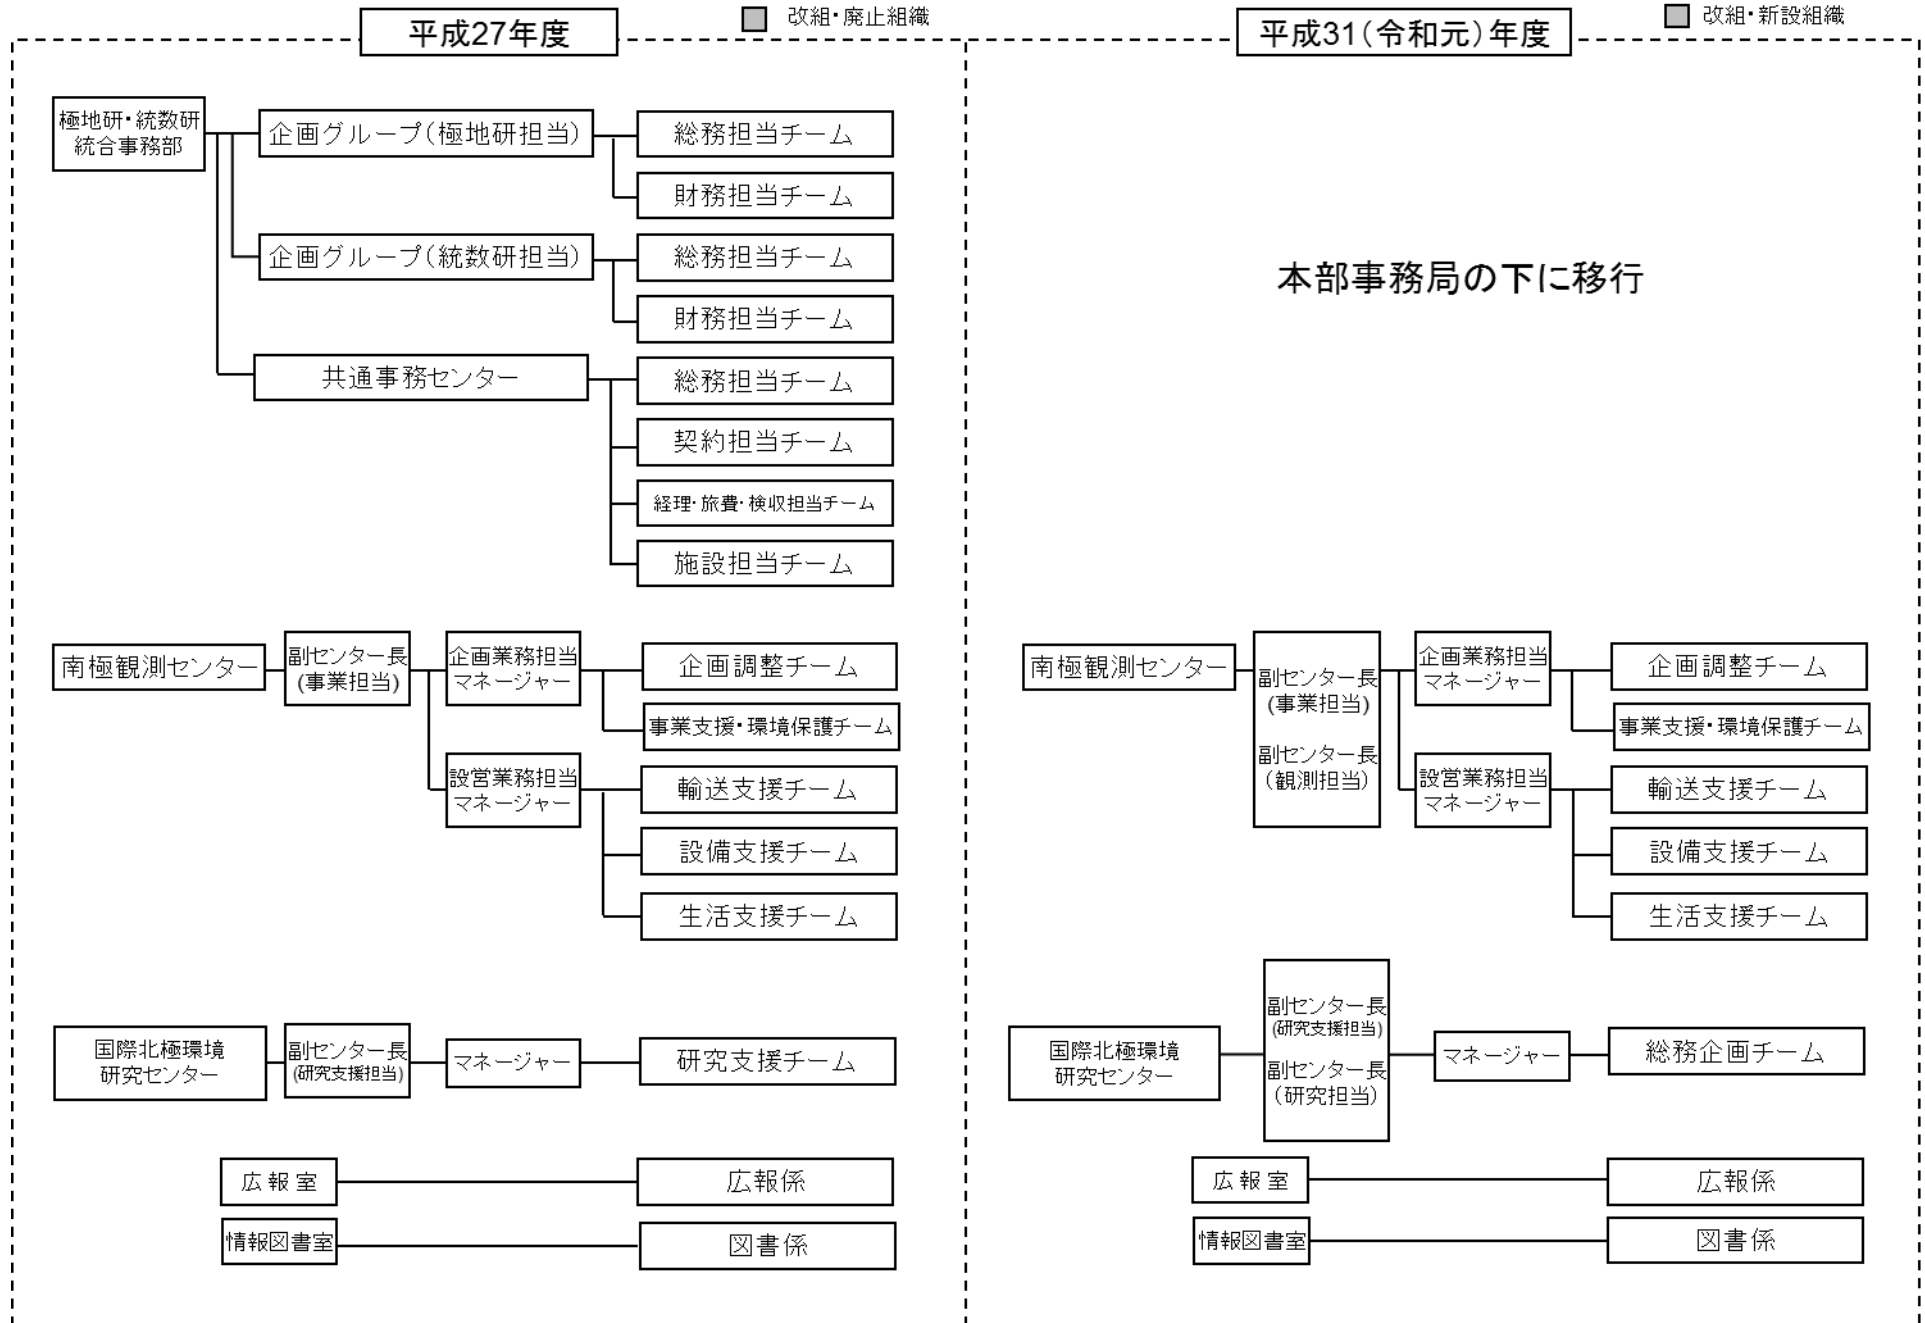 平成27年度
改組・廃止組織
極地研・統数研
統合事務部
企画グループ(極地研担当)
総務担当チーム
財務担当チーム
企画グループ(統数研担当)
総務担当チーム
財務担当チーム
共通事務センター
総務担当チーム
契約担当チーム
経理・旅費・検収担当チーム
施設担当チーム
南極観測センター
副センター長
(事業担当)
企画業務担当
マネージャー
企画調整チーム
事業支援・環境保護チーム
設営業務担当
マネージャー
輸送支援チーム
設備支援チーム
生活支援チーム
国際北極環境
研究センター
副センター長
(研究支援担当)
マネージャー
研究支援チーム
広報室
広報係
情報図書室
図書係
平成31(令和元)年度
改組・新設組織
本部事務局の下に移行
南極観測センター
副センター長
(事業担当)
副センター長
(観測担当)
企画業務担当
マネージャー
企画調整チーム
事業支援・環境保護チーム
設営業務担当
マネージャー
輸送支援チーム
設備支援チーム
生活支援チーム
国際北極環境
研究センター
副センター長
(研究支援担当)
副センター長
(研究担当)
マネージャー
総務企画チーム
広報室
広報係
情報図書室
図書係